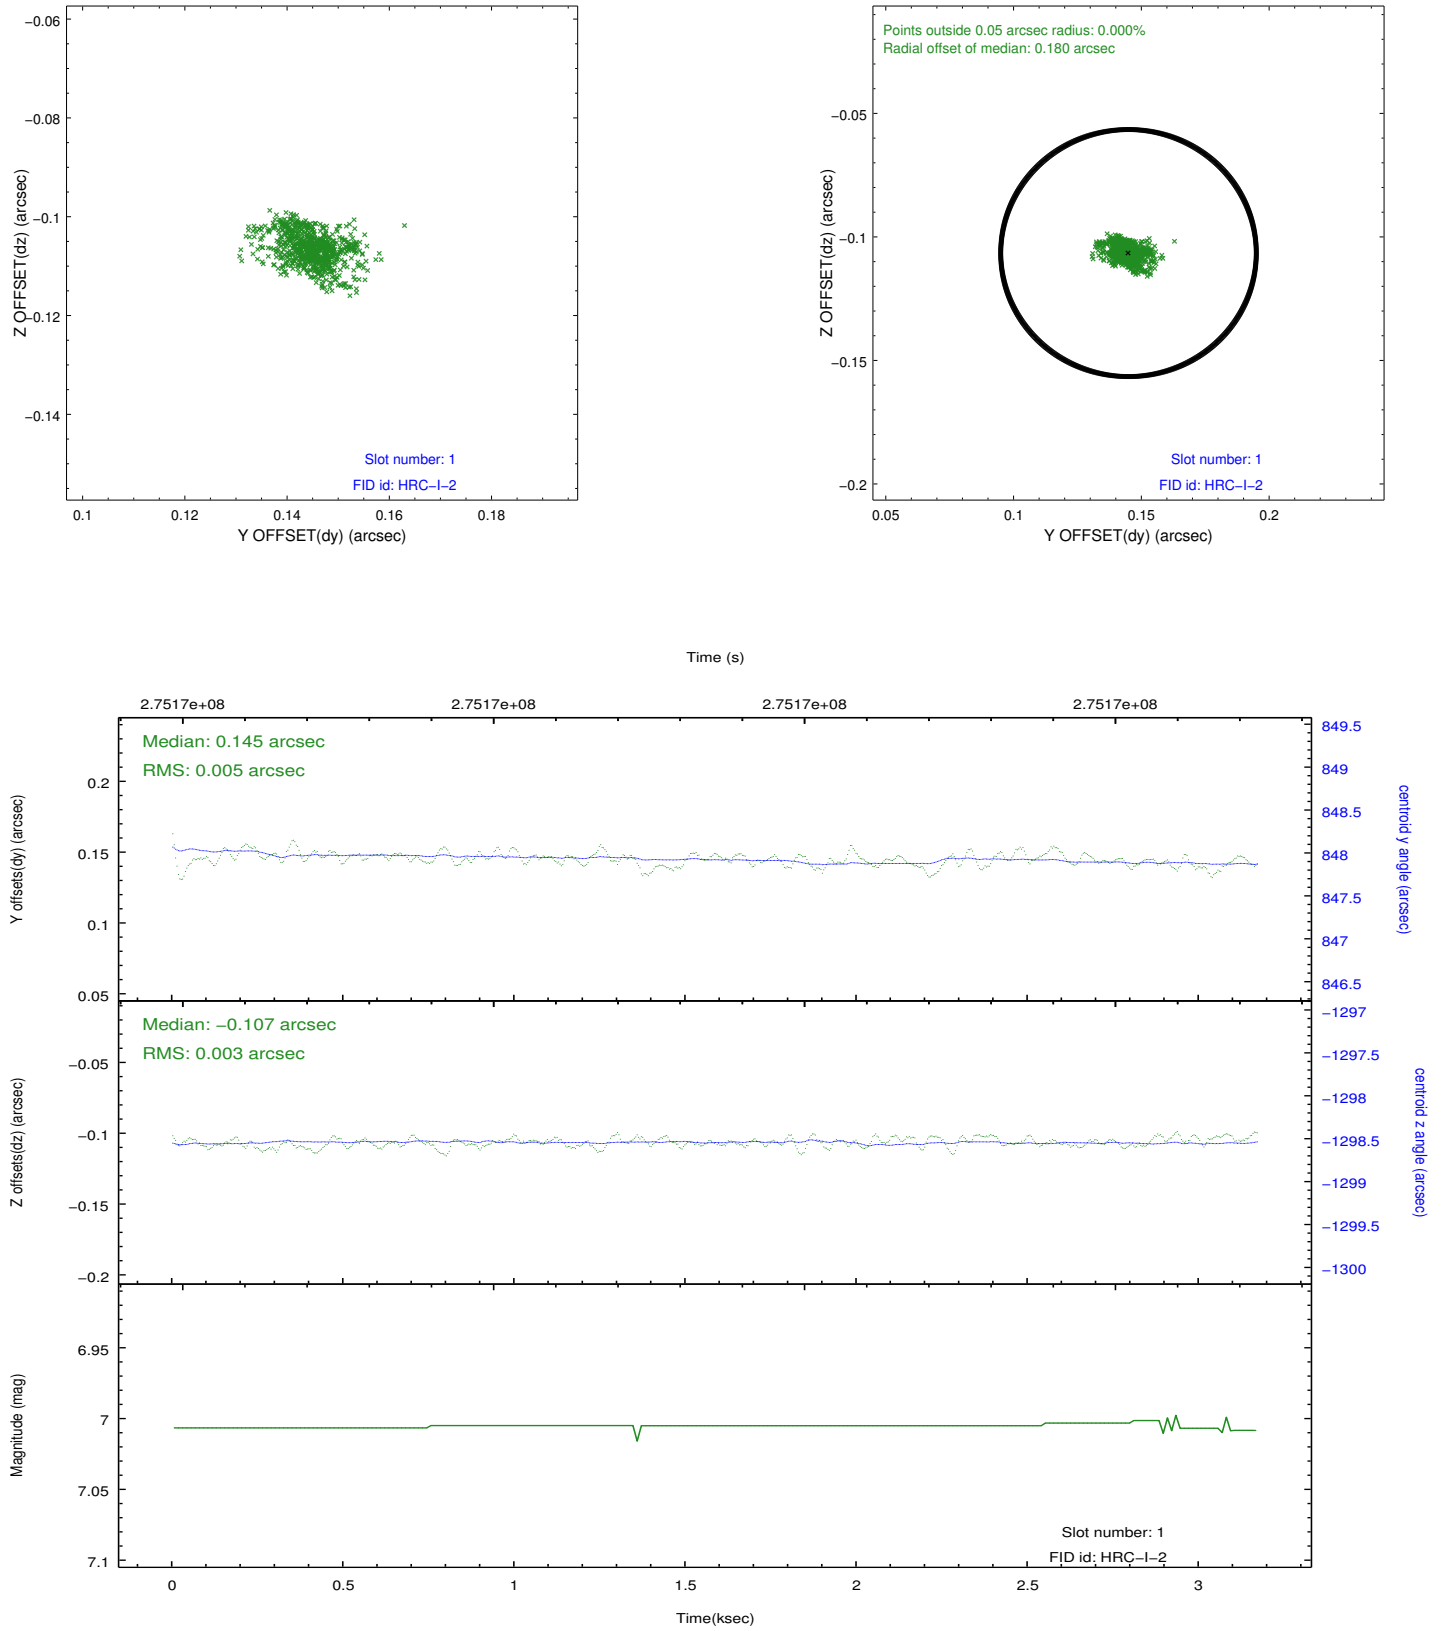 −0.06
−0.08
−0.1
−0.12
−0.14
Z OFFSET(dz) (arcsec)
Slot number: 1
FID id: HRC−I−2
0.1 0.12 0.14 0.16 0.18
Y OFFSET(dy) (arcsec)
Points outside 0.05 arcsec radius: 0.000%
Radial offset of median: 0.180 arcsec
−0.05
−0.1
−0.15
−0.2
Z OFFSET(dz) (arcsec)
Slot number: 1
FID id: HRC−I−2
0.05 0.1 0.15 0.2
Y OFFSET(dy) (arcsec)
Time (s)
2.7517e+08 2.7517e+08 2.7517e+08 2.7517e+08
Median: 0.145 arcsec
RMS: 0.005 arcsec
0.2
0.15
0.1
0.05
Y offsets(dy) (arcsec)
849.5
849
848.5
848
847.5
847
846.5
centroid y angle (arcsec)
Median: −0.107 arcsec
RMS: 0.003 arcsec
−0.05
−0.1
−0.15
−0.2
Z offsets(dz) (arcsec)
−1297
−1297.5
−1298
−1298.5
−1299
−1299.5
−1300
centroid z angle (arcsec)
6.95
7
7.05
7.1
Magnitude (mag)
Slot number: 1
FID id: HRC−I−2
0 0.5 1 1.5 2 2.5 3
Time(ksec)